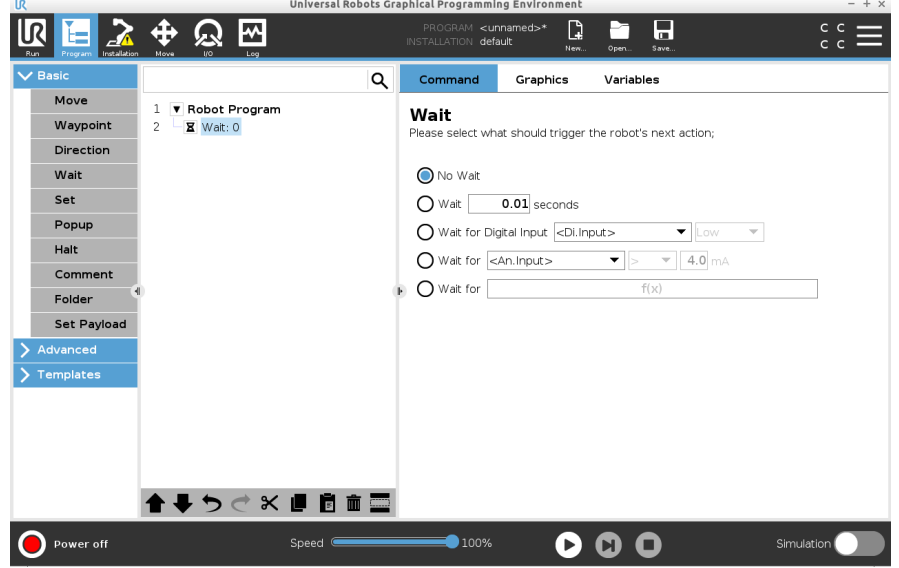 UR Universal Robots Graphical Programming Environment - + ×
UR PROGRAM <unnamed>* C C
INSTALLATION default C C
Run Program Installation Move I/O Log New... Open... Save...
Basic
Move
Waypoint
Direction
Wait
Set
Popup
Halt
Comment
Folder
Set Payload
Advanced
Templates
1 Robot Program
2 Wait: 0
Command Graphics Variables
Wait
Please select what should trigger the robot's next action;
No Wait
Wait 0.01 seconds
Wait for Digital Input <Di.Input> Low
Wait for <An.Input> > 4.0 mA
Wait for f(x)
Power off Speed 100% Simulation